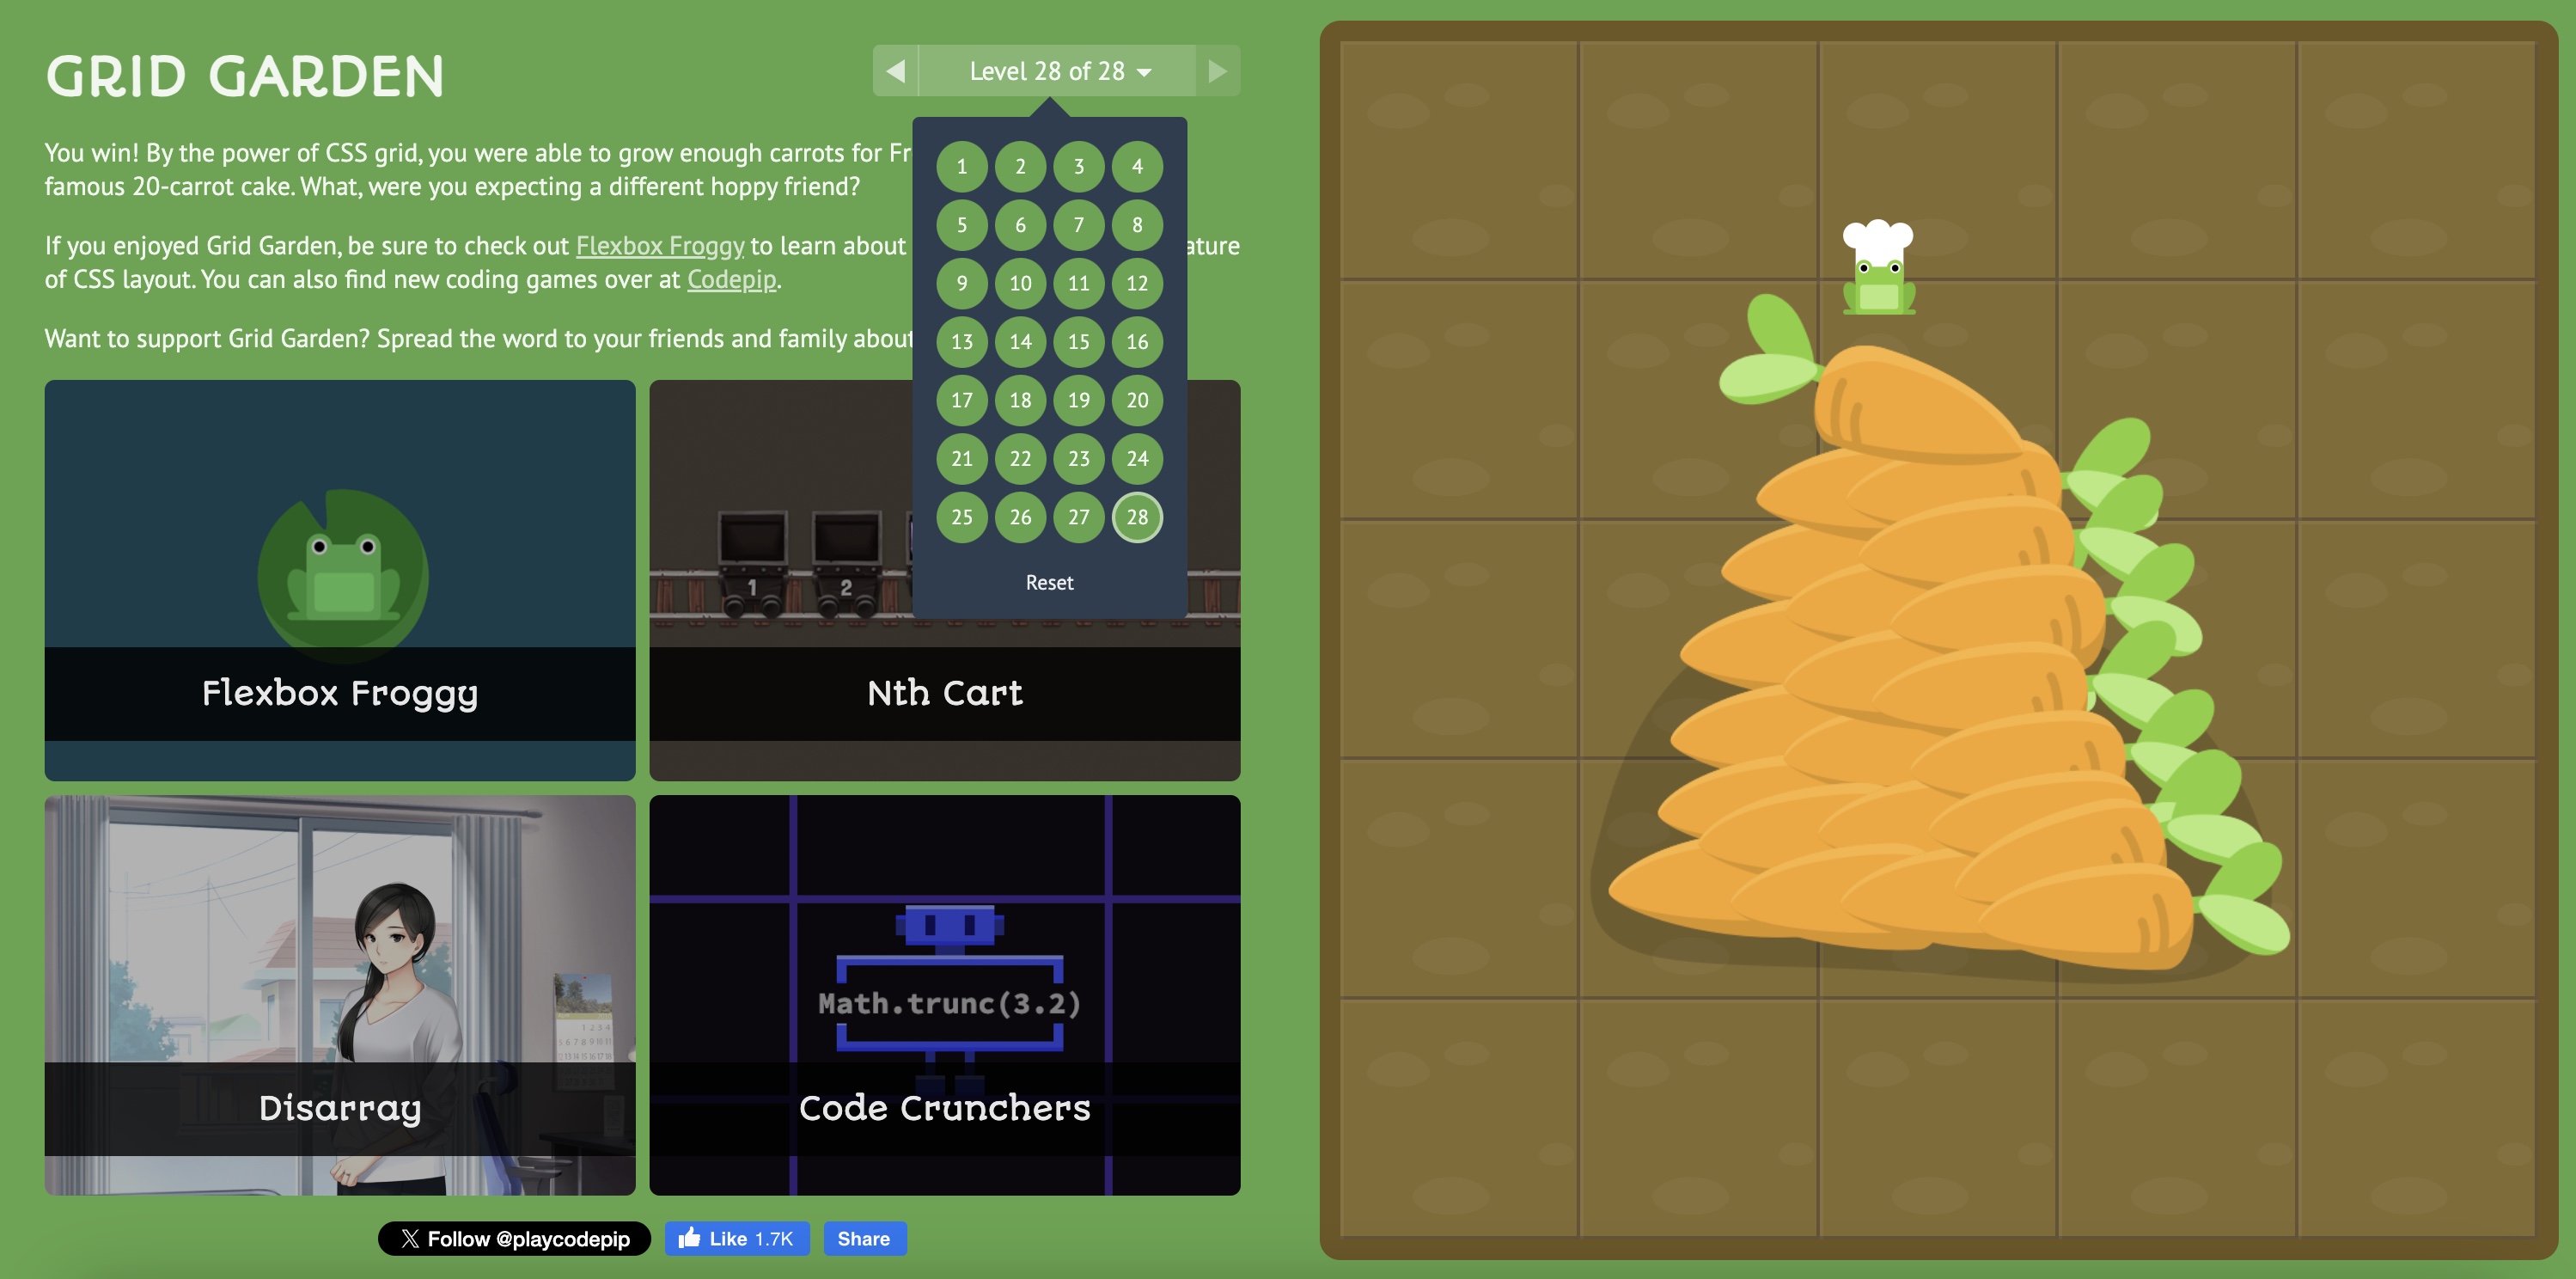 GRID GARDEN
Level 28 of 28
You win! By the power of CSS grid, you were able to grow enough carrots for
famous 20-carrot cake. What, were you expecting a different hoppy friend?
If you enjoyed Grid Garden, be sure to check out Flexbox Froggy to learn about
of CSS layout. You can also find new coding games over at Codepip.
Want to support Grid Garden? Spread the word to your friends and family about
1 2 3 4
5 6 7 8
9 10 11 12
13 14 15 16
17 18 19 20
21 22 23 24
25 26 27 28
Reset
1 2
Flexbox Froggy
Nth Cart
Math.trunc(3.2)
Disarray
Code Crunchers
X Follow @playcodepip
Like 1.7K
Share